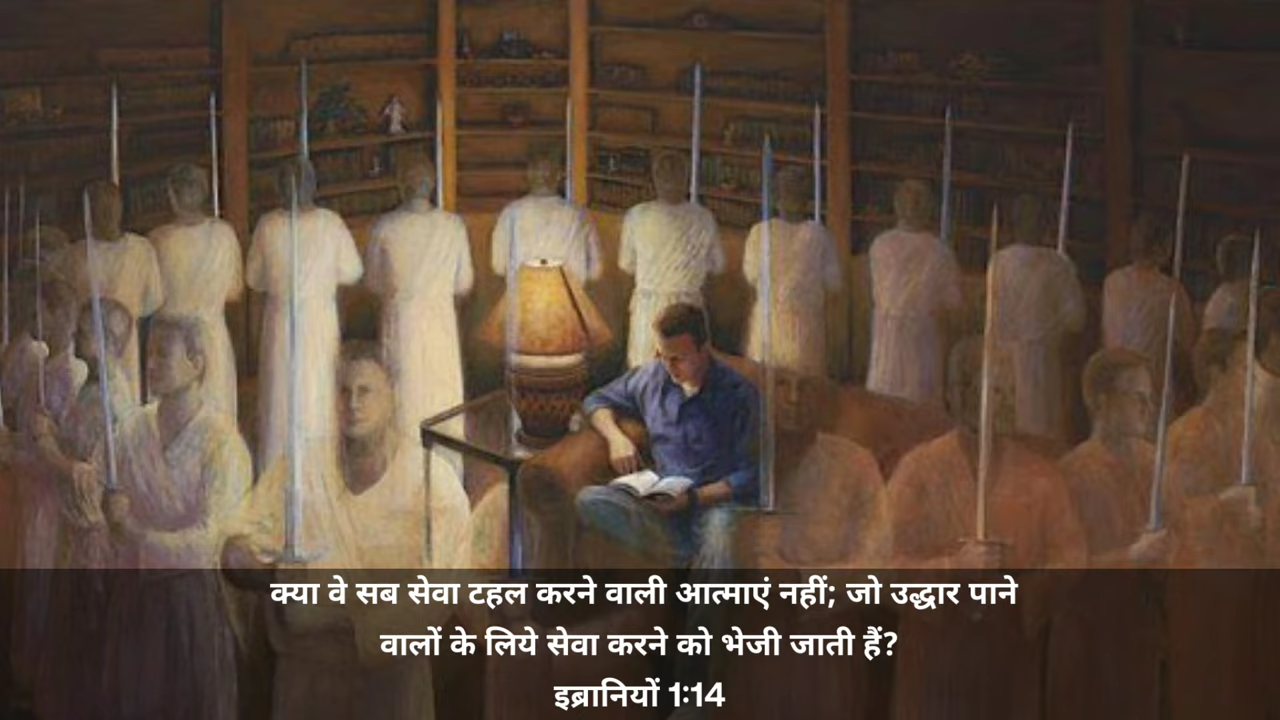 क्या वे सब सेवा टहल करने वाली आत्माएं नहीं; जो उद्धार पाने
वालों के लिये सेवा करने को भेजी जाती हैं?
इब्रानियों 1:14